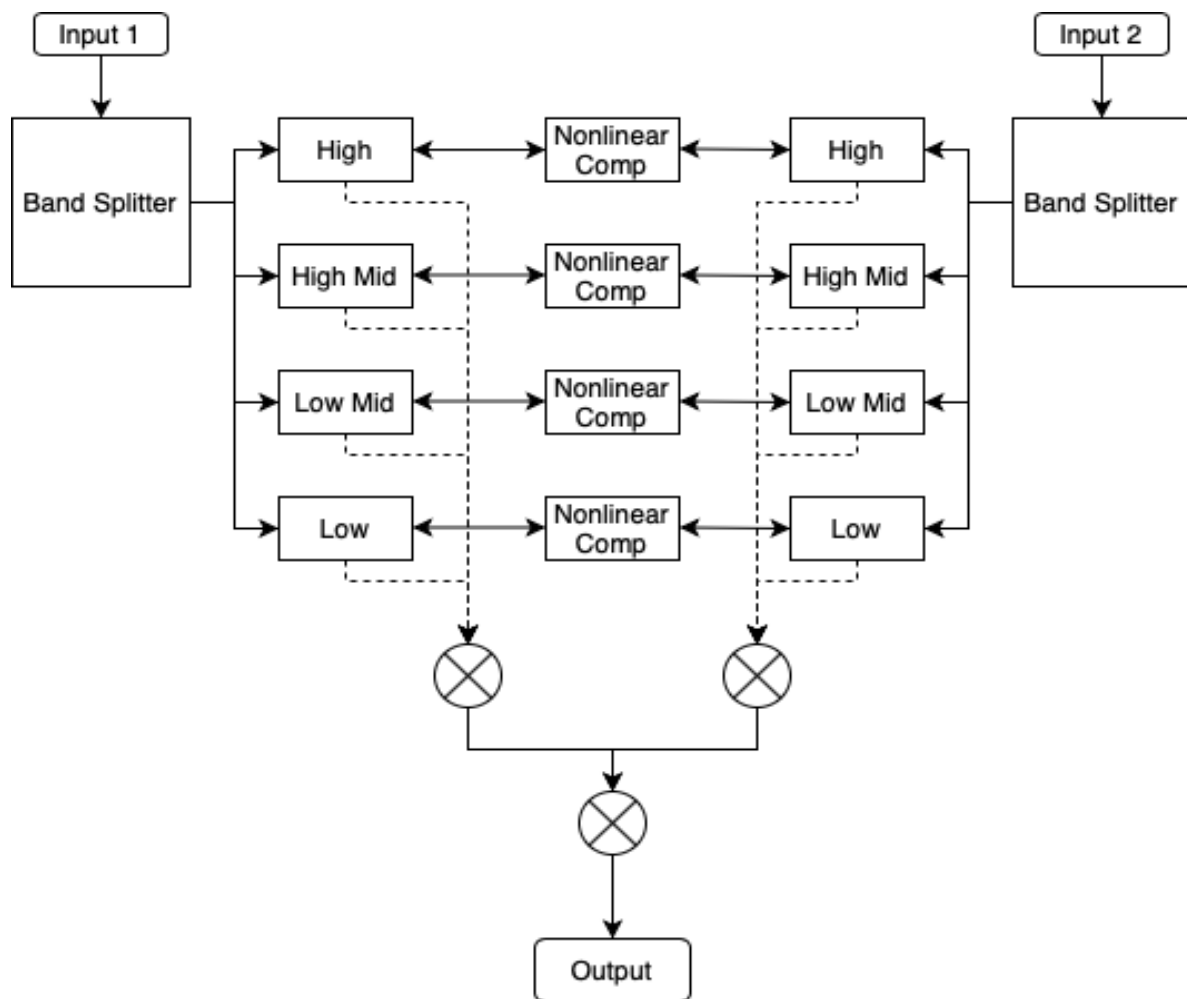 Input 1
Input 2
Band Splitter
High
Nonlinear
Comp
High
Band Splitter
High Mid
Nonlinear
Comp
High Mid
Low Mid
Nonlinear
Comp
Low Mid
Low
Nonlinear
Comp
Low
Output